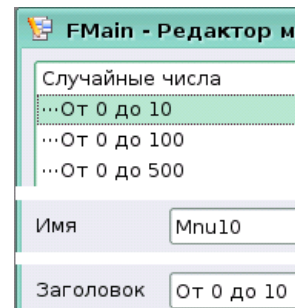 FMain - Редактор м
Случайные числа
···От 0 до 10
···От 0 до 100
···От 0 до 500
Имя Mnu10
Заголовок От 0 до 10